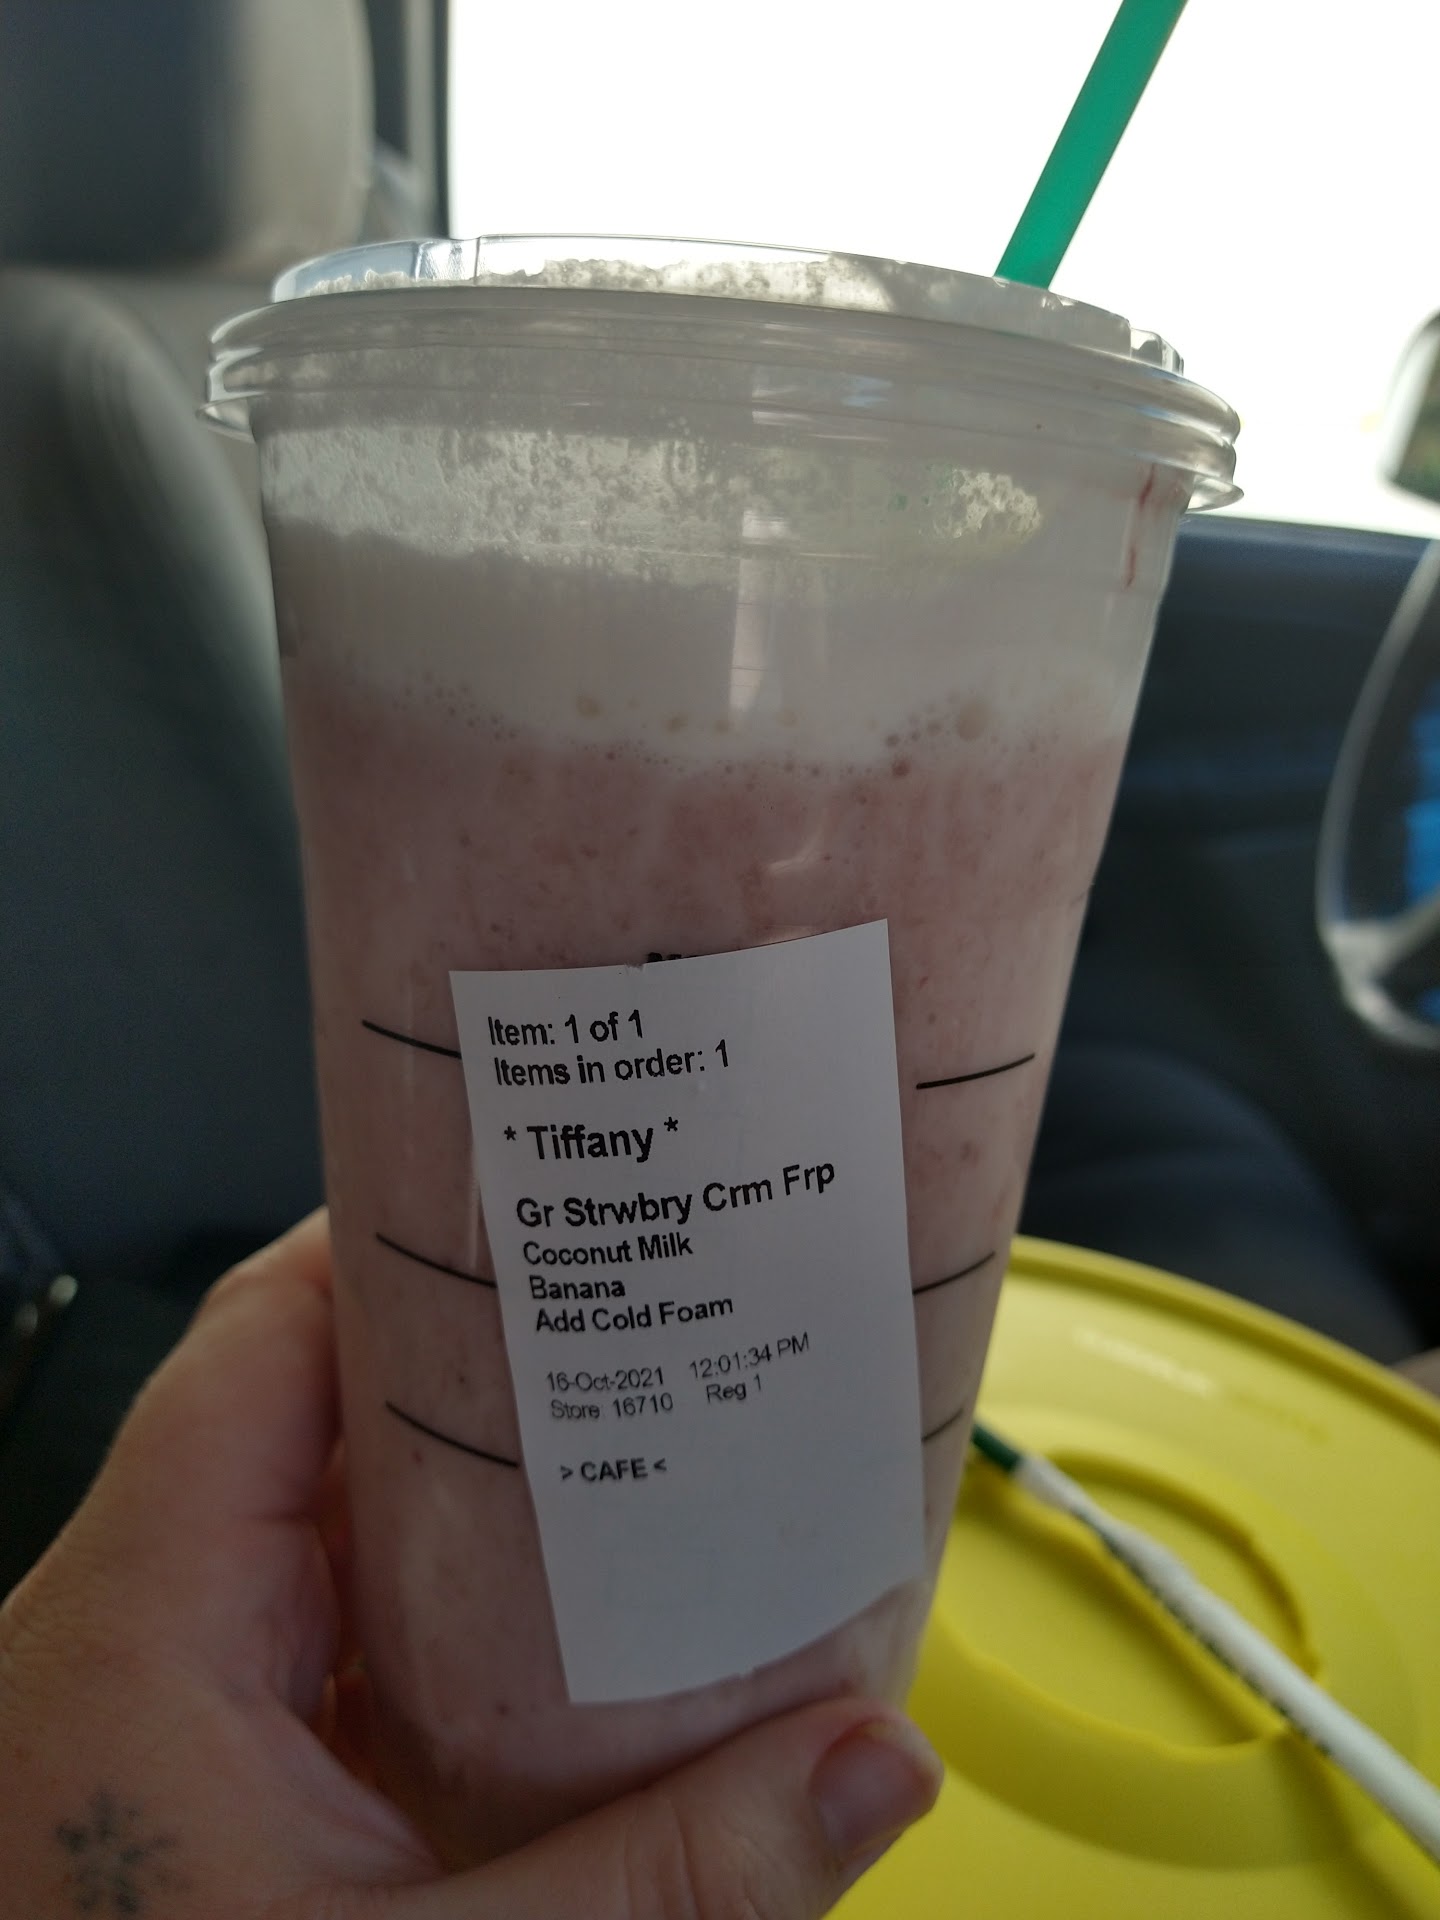 Item: 1 of 1
Items in order: 1
* Tiffany *
Gr Strwbry Crm Frp
Coconut Milk
Banana
Add Cold Foam
16-Oct-2021 12:01:34 PM
Store: 16710 Reg 1
> CAFE <